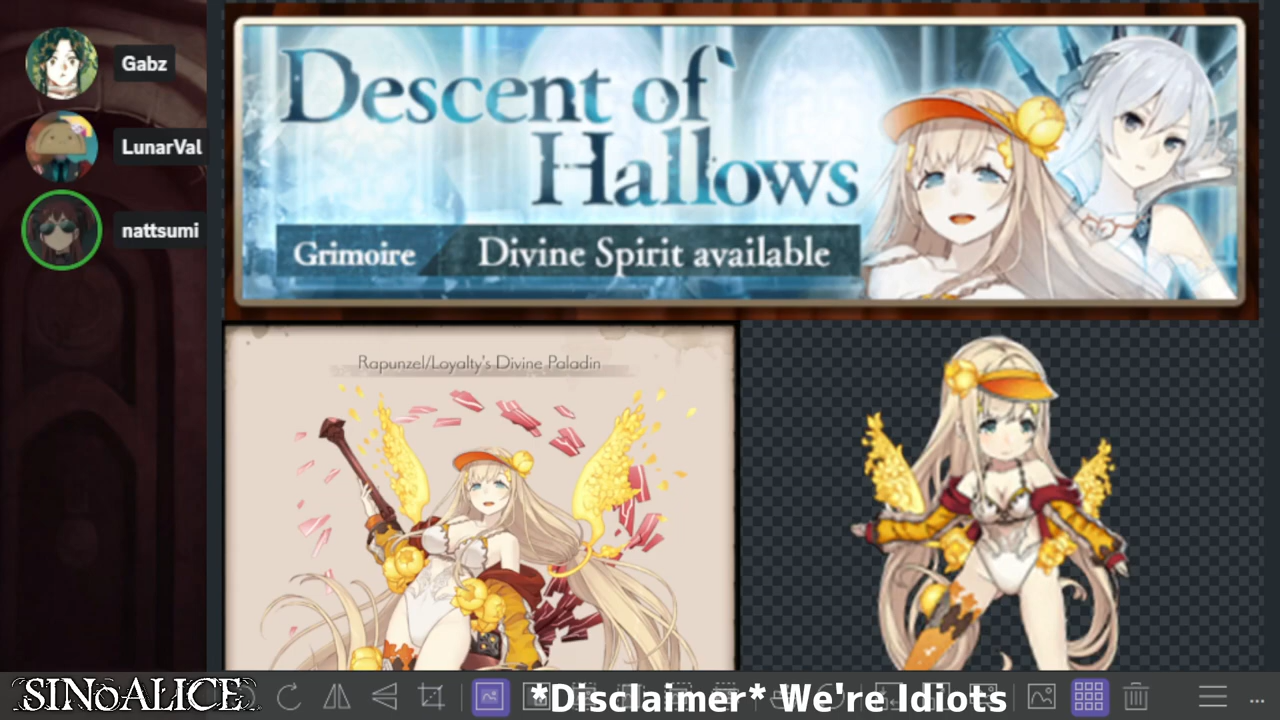 Gabz
LunarVal
nattsumi
Descent of
Hallows
Grimoire
Divine Spirit available
Rapunzel/Loyalty's Divine Paladin
SINoALICE
*Disclaimer* We're Idiots